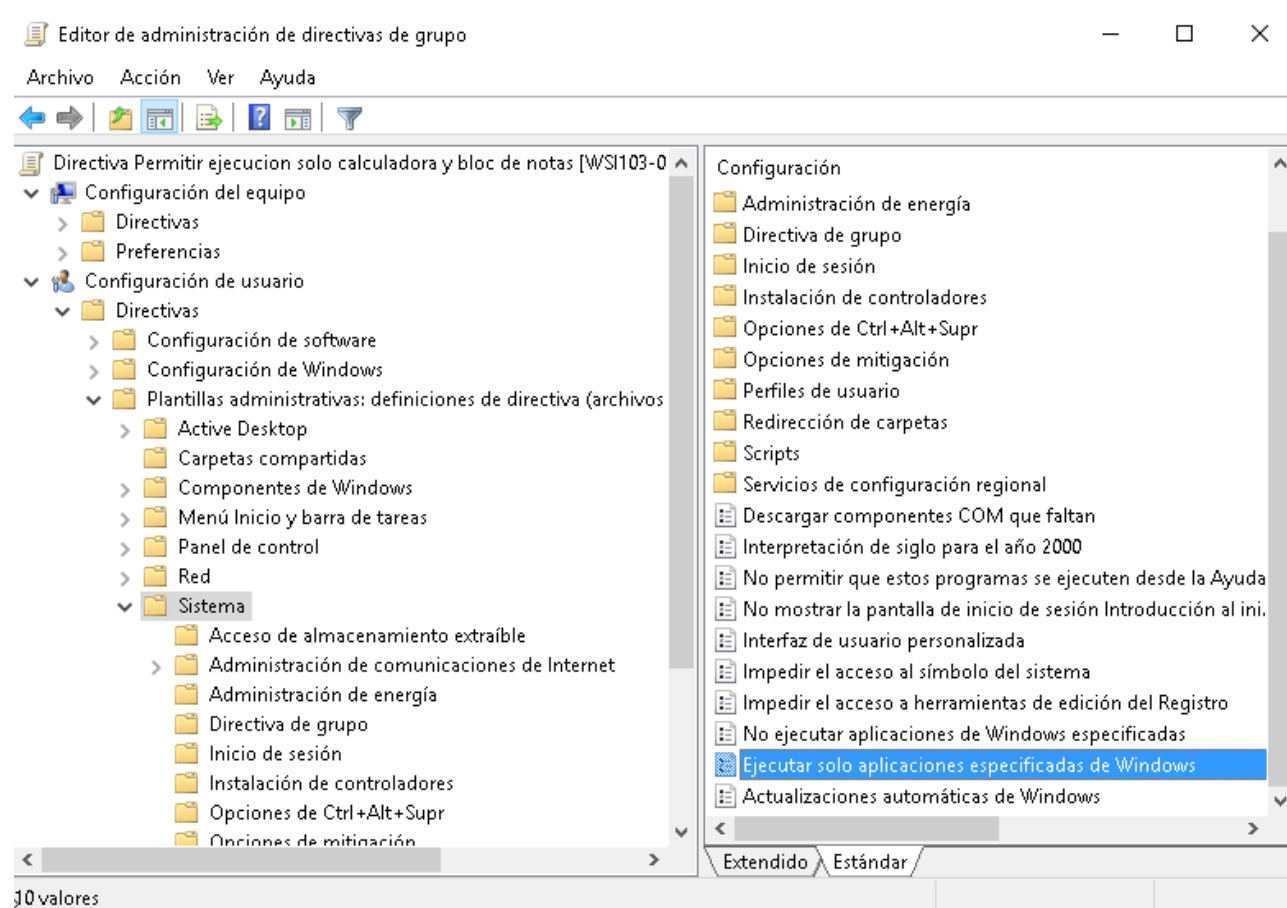 Editor de administración de directivas de grupo
Archivo Acción Ver Ayuda
Directiva Permitir ejecucion solo calculadora y bloc de notas [WSI103-0
Configuración del equipo
Directivas
Preferencias
Configuración de usuario
Directivas
Configuración de software
Configuración de Windows
Plantillas administrativas: definiciones de directiva (archivos
Active Desktop
Carpetas compartidas
Componentes de Windows
Menú Inicio y barra de tareas
Panel de control
Red
Sistema
Acceso de almacenamiento extraíble
Administración de comunicaciones de Internet
Administración de energía
Directiva de grupo
Inicio de sesión
Instalación de controladores
Opciones de Ctrl+Alt+Supr
Opciones de mitigación
Configuración
Administración de energía
Directiva de grupo
Inicio de sesión
Instalación de controladores
Opciones de Ctrl+Alt+Supr
Opciones de mitigación
Perfiles de usuario
Redirección de carpetas
Scripts
Servicios de configuración regional
Descargar componentes COM que faltan
Interpretación de siglo para el año 2000
No permitir que estos programas se ejecuten desde la Ayuda
No mostrar la pantalla de inicio de sesión Introducción al ini.
Interfaz de usuario personalizada
Impedir el acceso al símbolo del sistema
Impedir el acceso a herramientas de edición del Registro
No ejecutar aplicaciones de Windows especificadas
Ejecutar solo aplicaciones especificadas de Windows
Actualizaciones automáticas de Windows
Extendido Estándar
10 valores